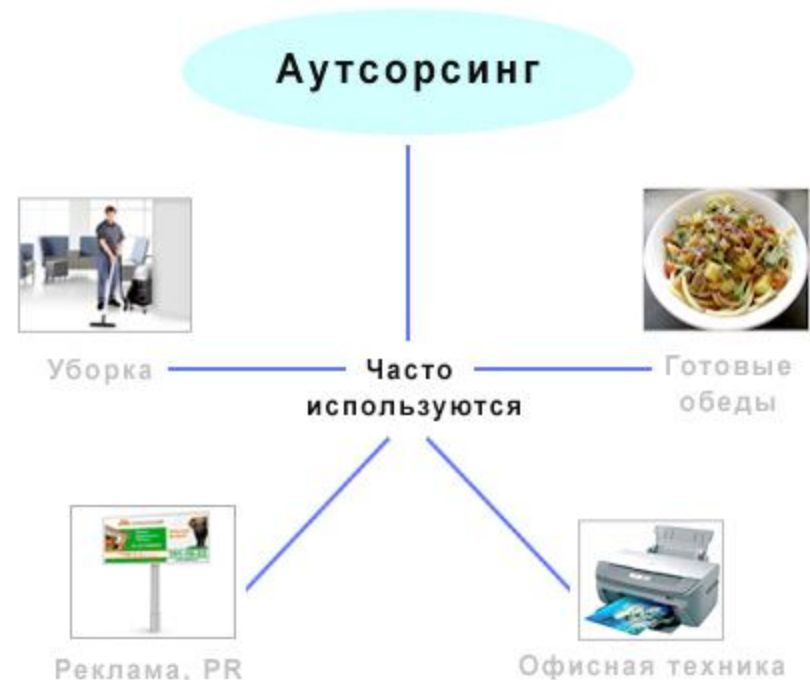 Аутсорсинг
Уборка
Часто
используются
Готовые
обеды
Реклама, PR
Офисная техника